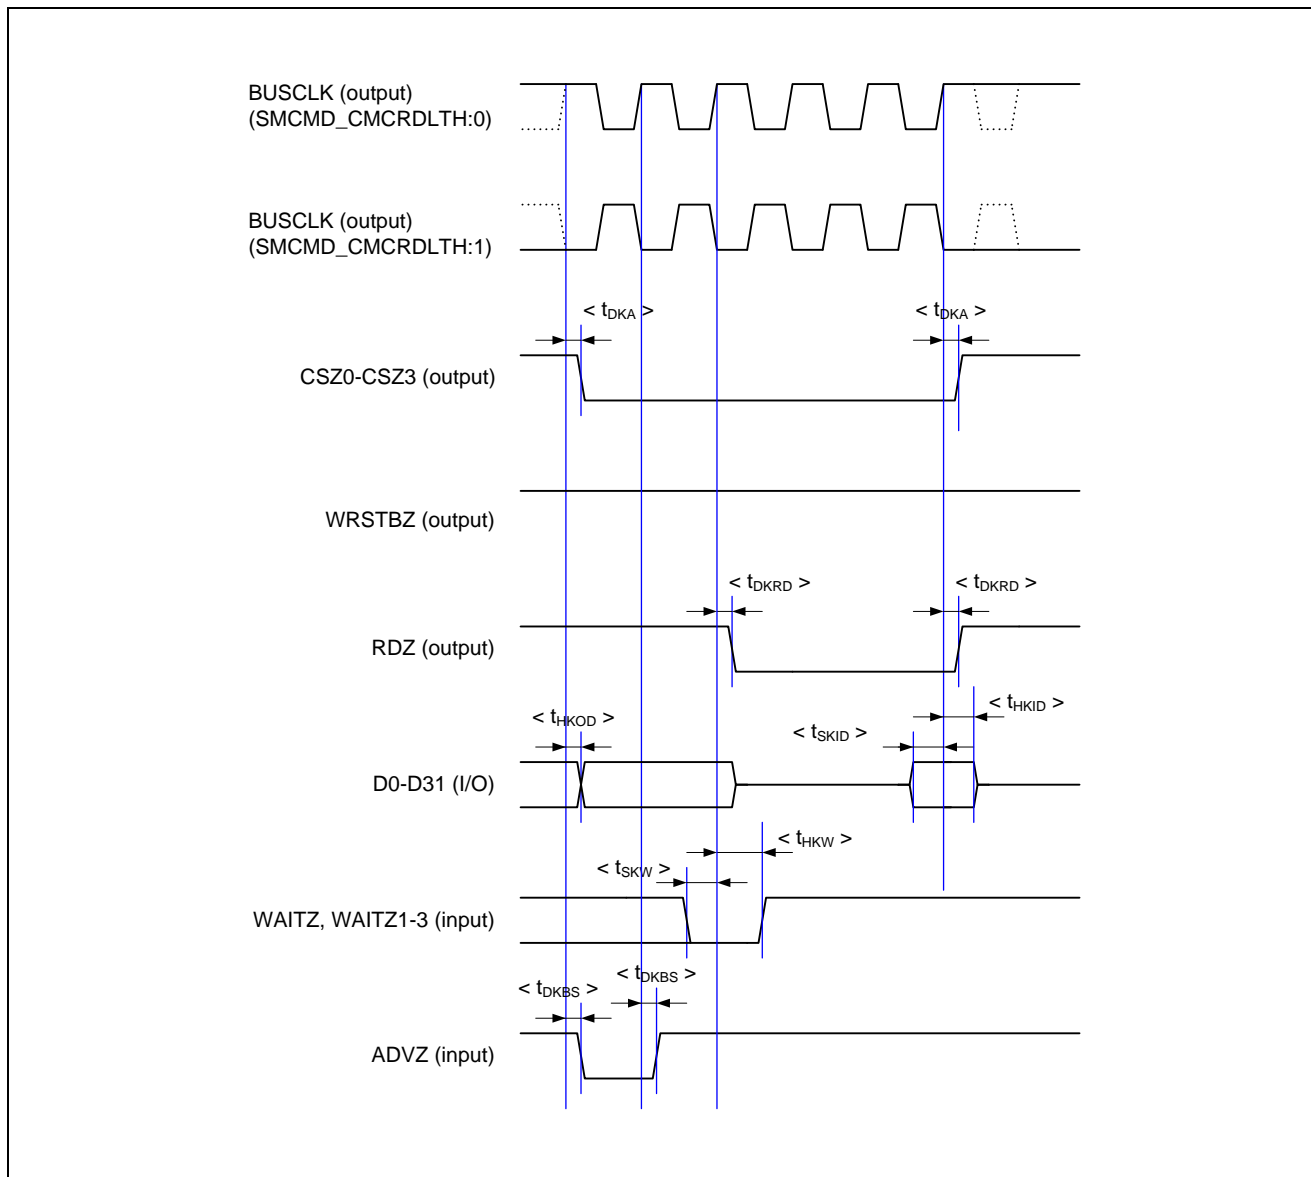 BUSCLK (output)
(SMCMD_CMCRDLTH:0)
BUSCLK (output)
(SMCMD_CMCRDLTH:1)
< tDKA >
< tDKA >
CSZ0-CSZ3 (output)
WRSTBZ (output)
< tDKRD >
< tDKRD >
RDZ (output)
< tHKOD >
< tSKID >
< tHKID >
D0-D31 (I/O)
< tSKW >
< tHKW >
WAITZ, WAITZ1-3 (input)
< tDKBS >
< tDKBS >
ADVZ (input)